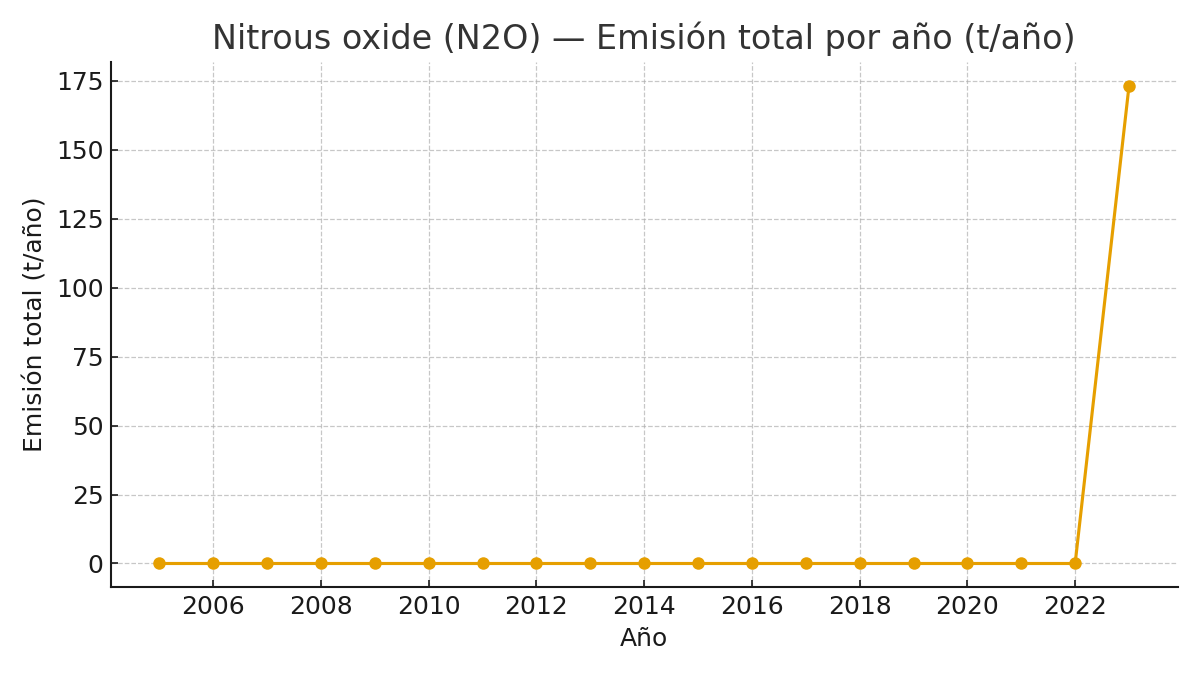 Nitrous oxide (N2O) — Emisión total por año (t/año)
Emisión total (t/año)
175
150
125
100
75
50
25
0
2006 2008 2010 2012 2014 2016 2018 2020 2022
Año